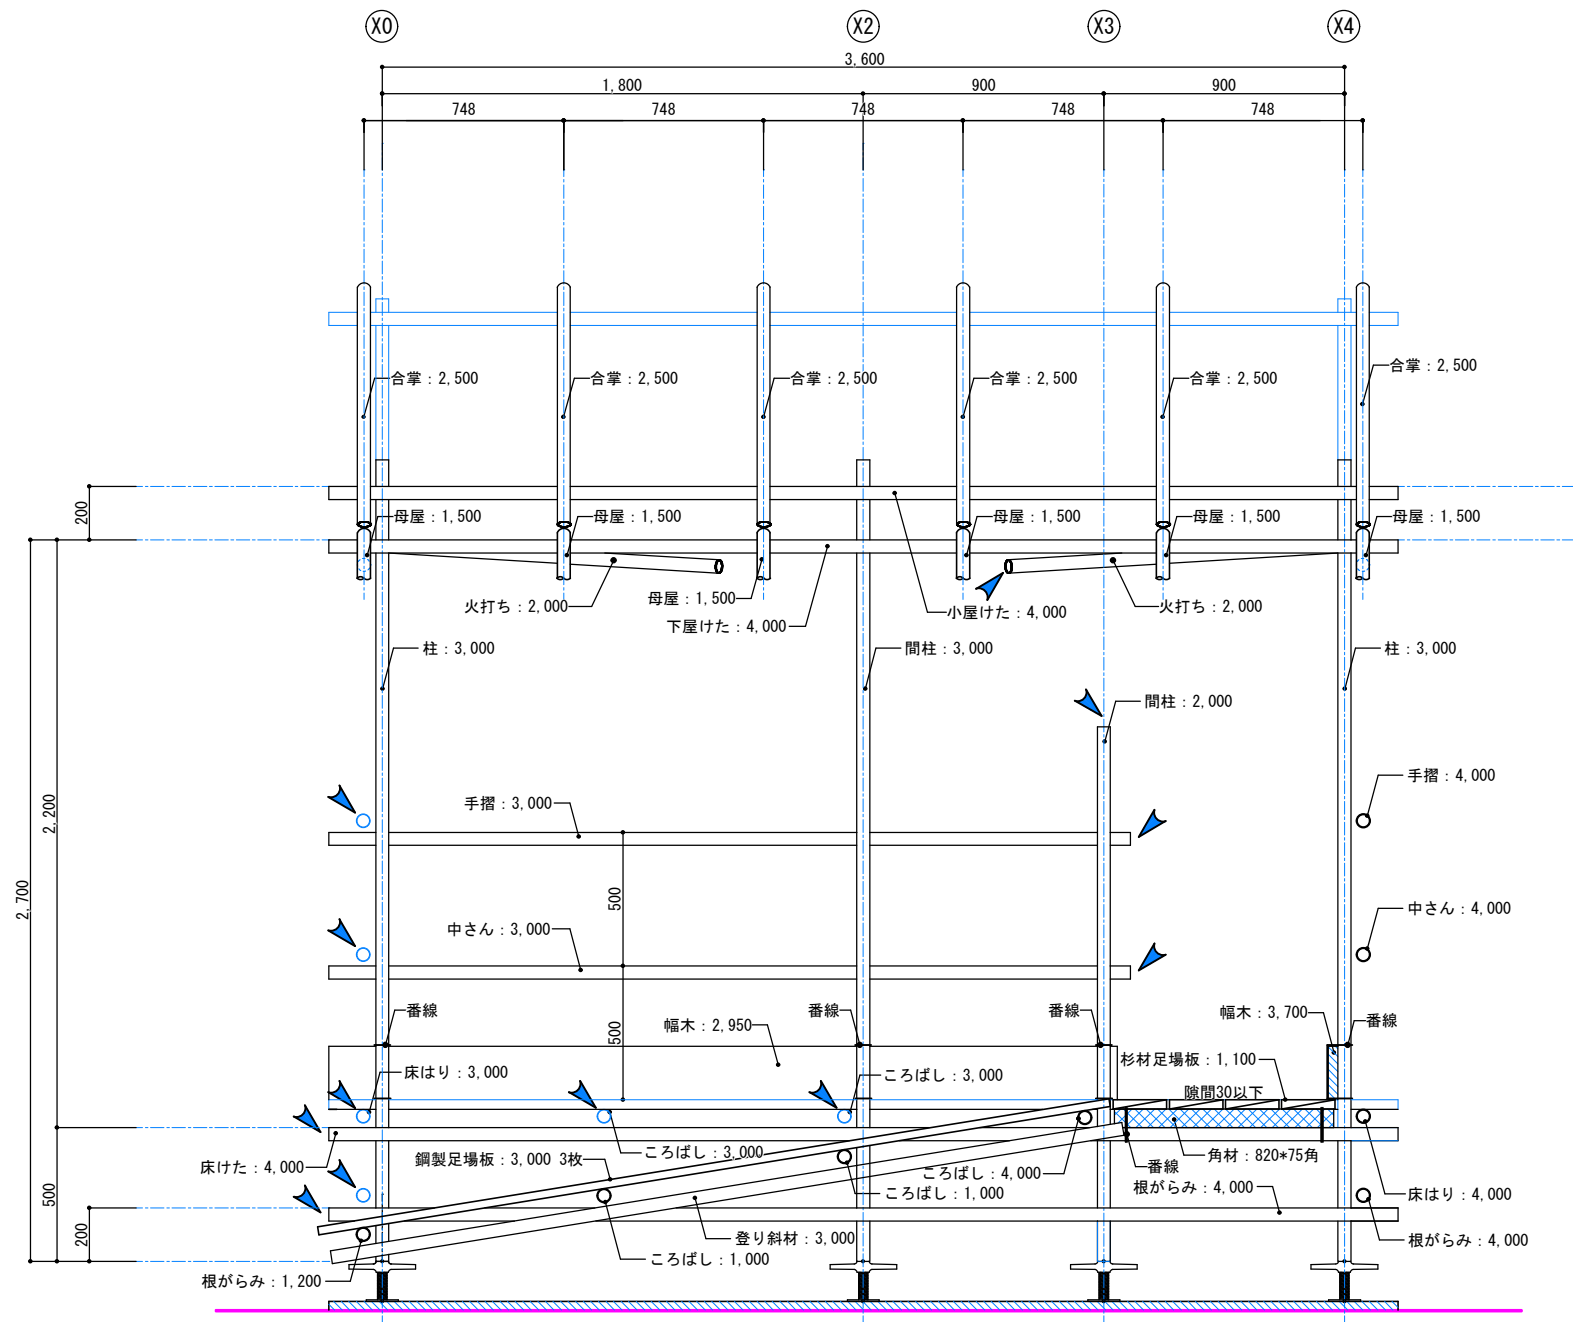 X0 X2 X3 X4
3,600
1,800 900 900
748 748 748 748 748
合掌：2,500 合掌：2,500 合掌：2,500 合掌：2,500 合掌：2,500 合掌：2,500
200
母屋：1,500 母屋：1,500 母屋：1,500 母屋：1,500 母屋：1,500
火打ち：2,000 母屋：1,500 小屋けた：4,000 火打ち：2,000
下屋けた：4,000
柱：3,000 間柱：3,000 柱：3,000
間柱：2,000
手摺：3,000 手摺：4,000
2,200
2,700
500
中さん：3,000 中さん：4,000
番線 番線 番線 幅木：3,700 番線
幅木：2,950
500
床はり：3,000 ころばし：3,000 杉材足場板：1,100
隙間30以下
床けた：4,000 鋼製足場板：3,000 3枚 ころばし：3,000 ころばし：4,000 番線 角材：820*75角
500
ころばし：1,000 根がらみ：4,000 床はり：4,000
200
登り斜材：3,000 根がらみ：4,000
根がらみ：1,200 ころばし：1,000